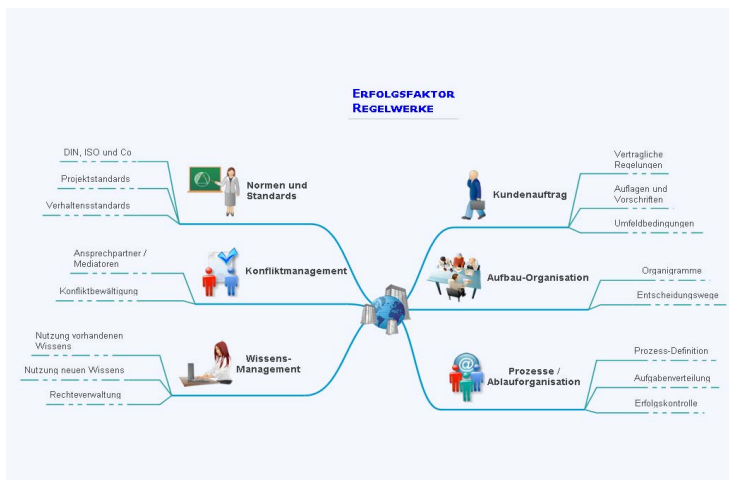 ERFOLGSFAKTOR
REGELWERKE
DIN, ISO und Co
Projektstandards
Verhaltensstandards
Normen und
Standards
Ansprechpartner /
Mediatoren
Konfliktbewältigung
Konfliktmanagement
Nutzung vorhandenen
Wissens
Nutzung neuen Wissens
Rechteverwaltung
Wissens-
Management
Kundenauftrag
Vertragliche
Regelungen
Auflagen und
Vorschriften
Umfeldbedingungen
Aufbau-Organisation
Organigramme
Entscheidungswege
Prozesse /
Ablauforganisation
Prozess-Definition
Aufgabenverteilung
Erfolgskontrolle